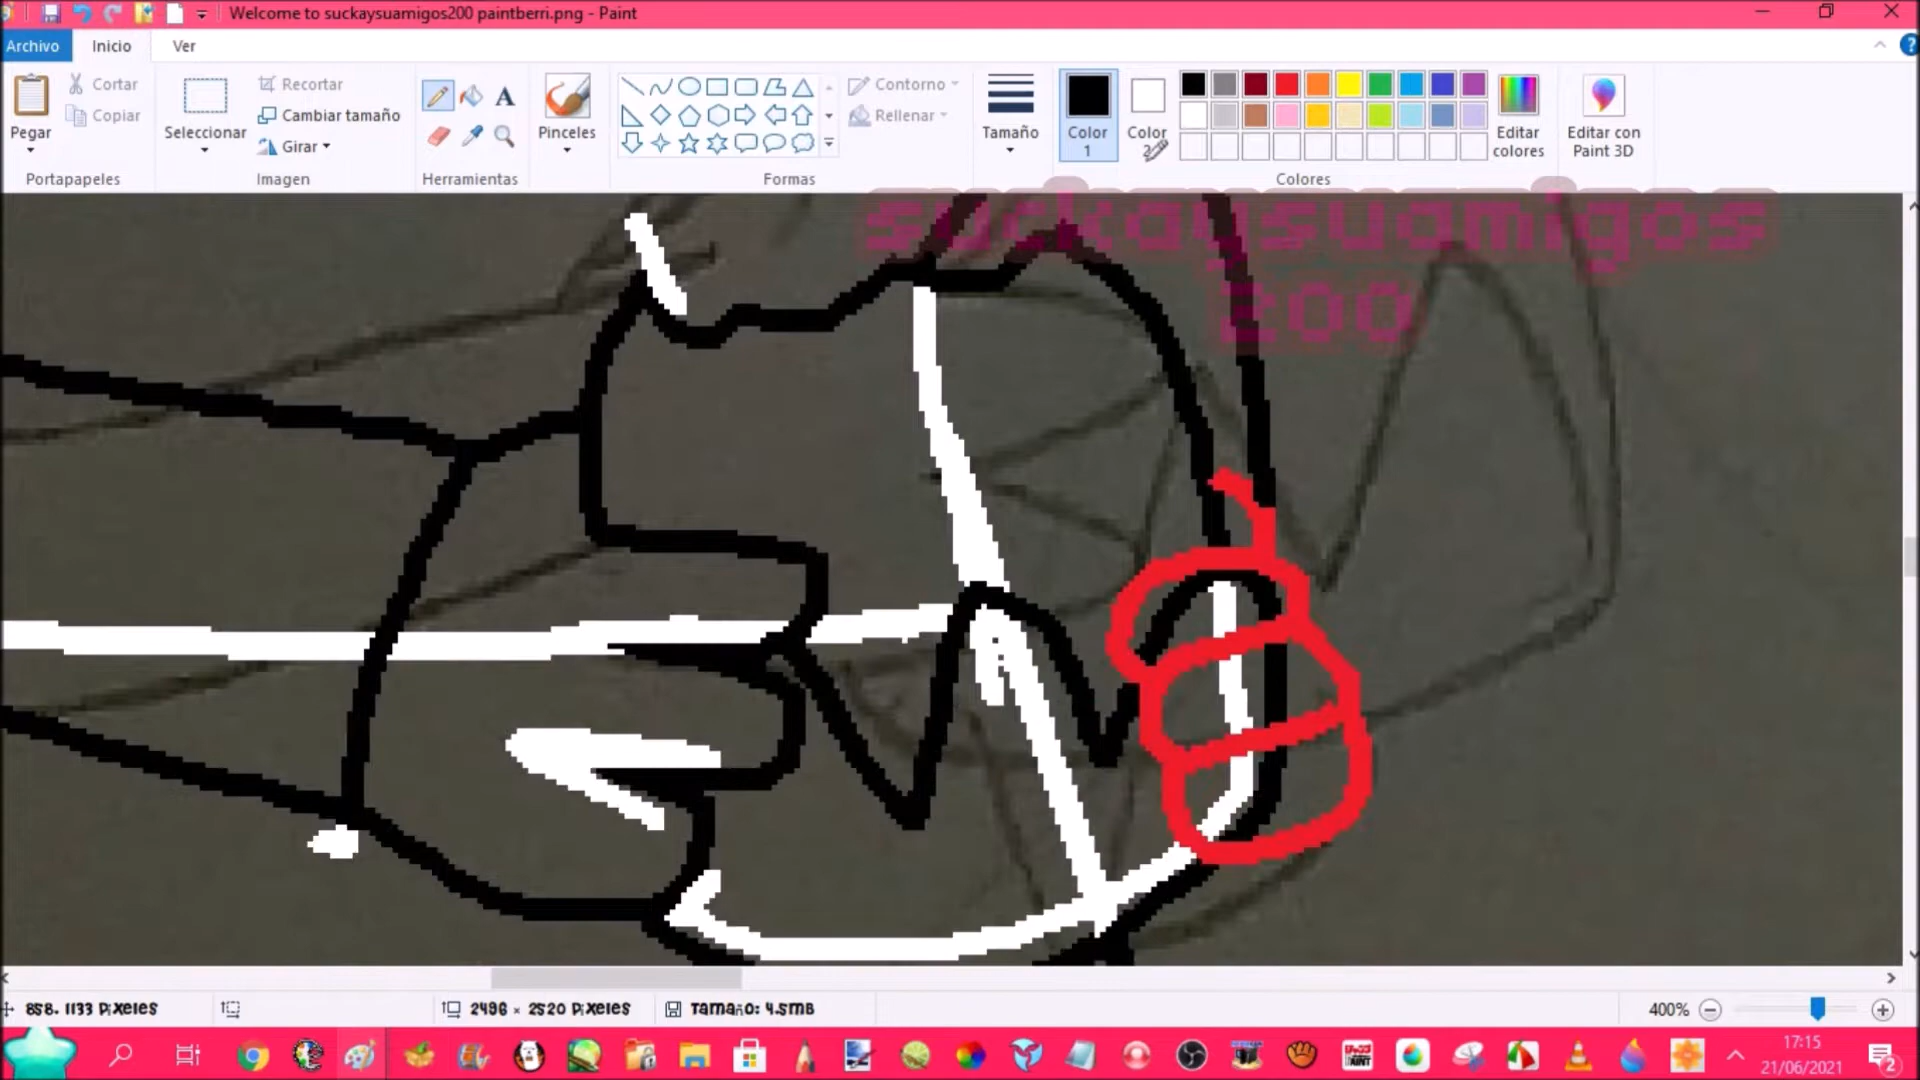 Welcome to suckaysuamigos200 paintberri.png - Paint
Archivo Inicio Ver
Pegar
Cortar
Copiar
Portapapeles
Seleccionar
Recortar
Cambiar tamaño
Girar
Imagen
A
Herramientas
Pinceles
Formas
Contorno
Rellenar
Tamaño
Color 1
Color 2
Editar colores
Colores
Editar con Paint 3D
suckaysuamigos
200
858, 1133 píxeles
2496 × 2520 píxeles
Tamaño: 4.5MB
400%
17:15
21/06/2021
2